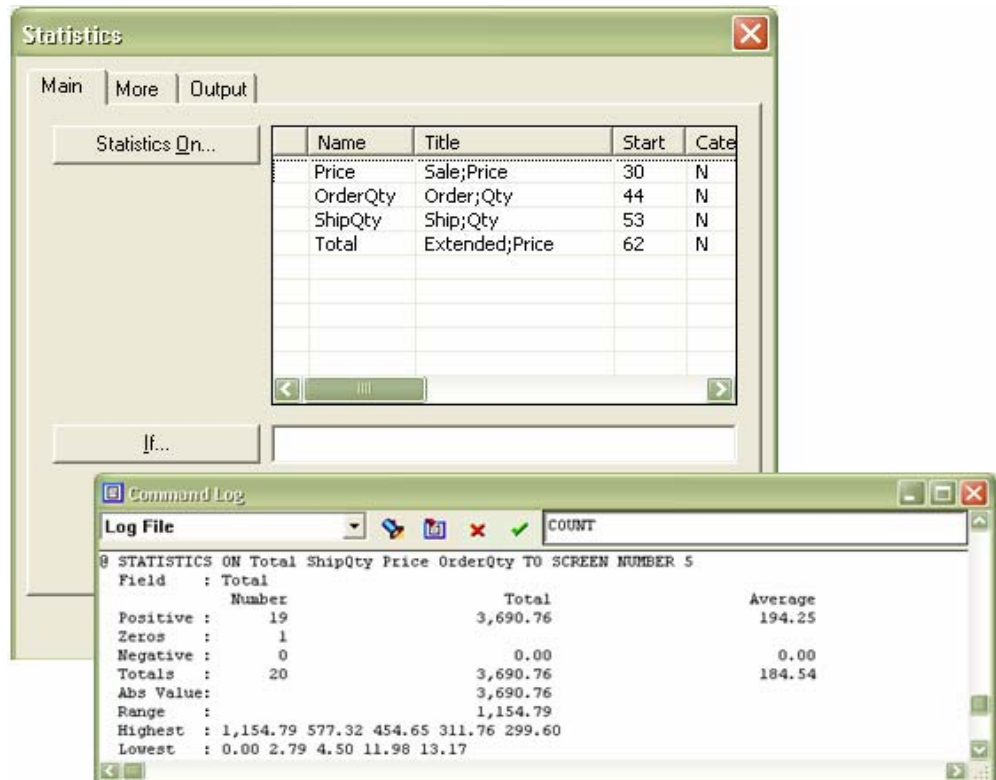 Statistics
Main More Output
Statistics On...
Name Title Start Cate
Price Sale;Price 30 N
OrderQty Order;Qty 44 N
ShipQty Ship;Qty 53 N
Total Extended;Price 62 N
If...
Command Log
Log File COUNT
@ STATISTICS ON Total ShipQty Price OrderQty TO SCREEN NUMBER 5
Field : Total
Number Total Average
Positive : 19 3,690.76 194.25
Zeros : 1
Negative : 0 0.00 0.00
Totals : 20 3,690.76 184.54
Abs Value: 3,690.76
Range : 1,154.79
Highest : 1,154.79 577.32 454.65 311.76 299.60
Lowest : 0.00 2.79 4.50 11.98 13.17